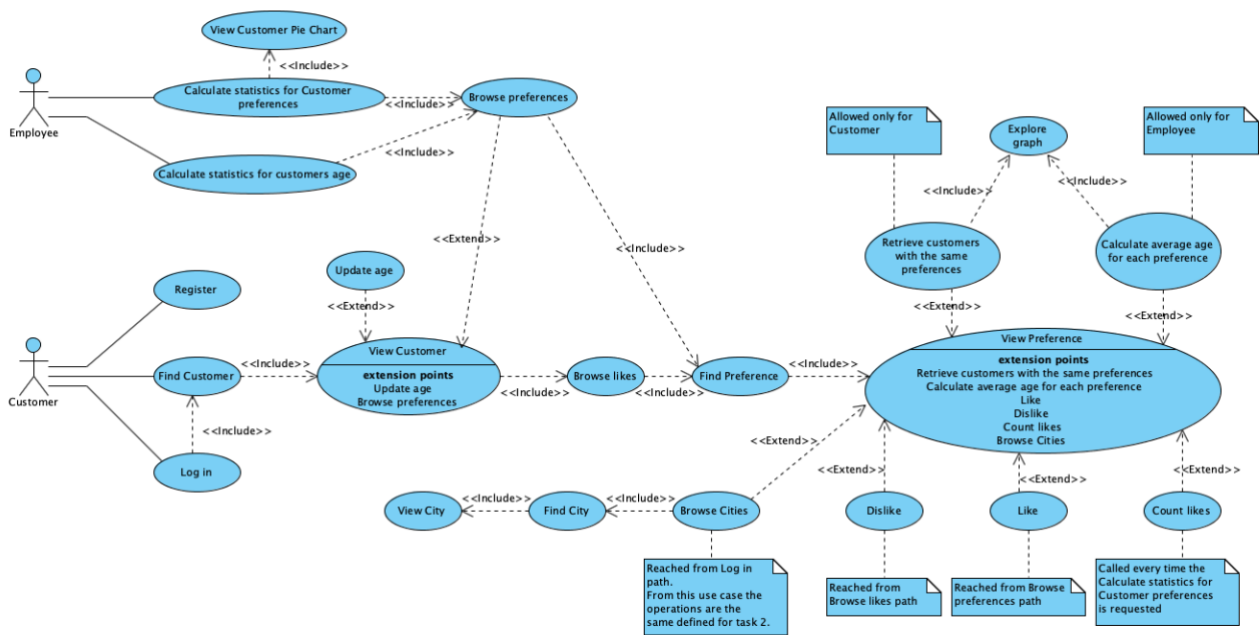 View Customer Pie Chart
<<Include>>
Employee
Calculate statistics for Customer
preferences
<<Include>>
Browse preferences
Calculate statistics for customers age
<<Include>>
Allowed only for
Customer
Explore
graph
Allowed only for
Employee
<<Include>>
<<Include>>
<<Extend>>
<<Include>>
Retrieve customers
with the same
preferences
Calculate average age
for each preference
Update age
<<Extend>>
Register
<<Extend>>
<<Extend>>
Customer
Find Customer
<<Include>>
View Customer
extension points
Update age
Browse preferences
<<Include>>
Browse likes
<<Include>>
Find Preference
<<Include>>
View Preference
extension points
Retrieve customers with the same preferences
Calculate average age for each preference
Like
Dislike
Count likes
Browse Cities
<<Include>>
Log in
<<Extend>>
<<Extend>>
<<Extend>>
<<Extend>>
View City
<<Include>>
Find City
<<Include>>
Browse Cities
Dislike
Like
Count likes
Reached from Log in
path.
From this use case the
operations are the
same defined for task 2.
Reached from
Browse likes path
Reached from Browse
preferences path
Called every time the
Calculate statistics for
Customer preferences
is requested